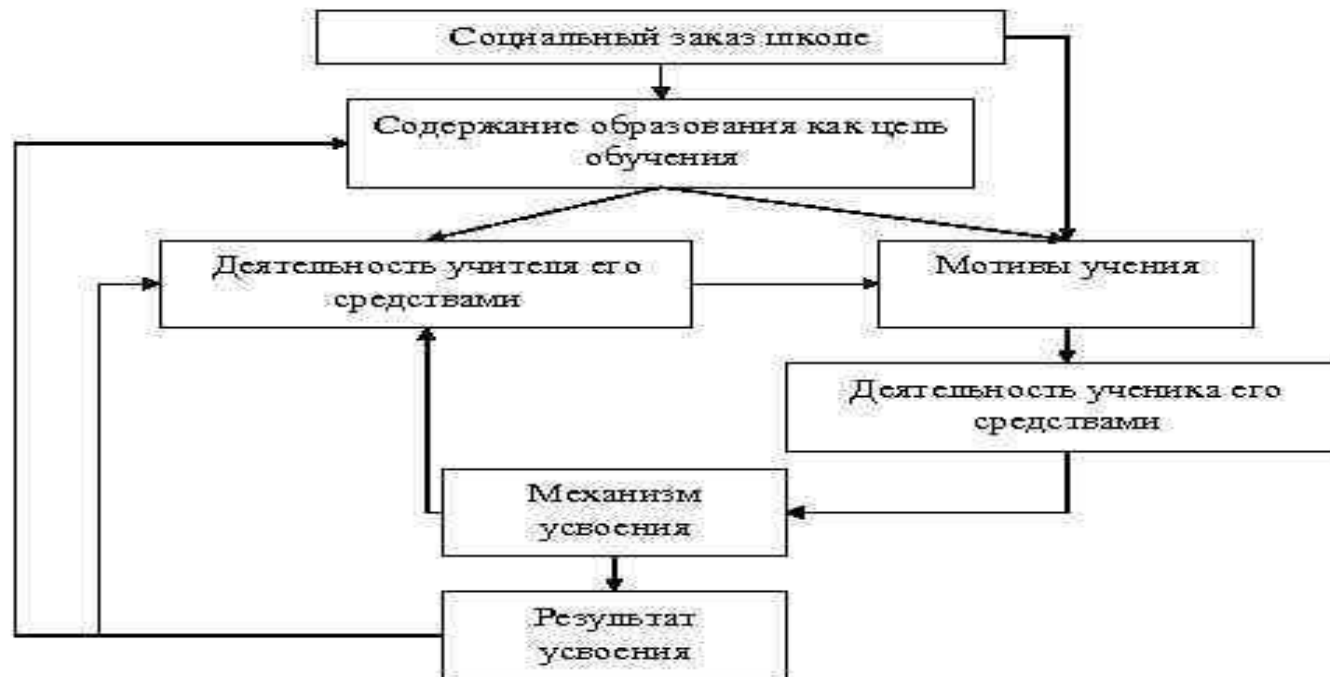 Социальный заказ школе
Содержание образования как цель
обучения
Деятельность учителя его
средствами
Мотивы учения
Деятельность ученика его
средствами
Механизм
усвоения
Результат
усвоения